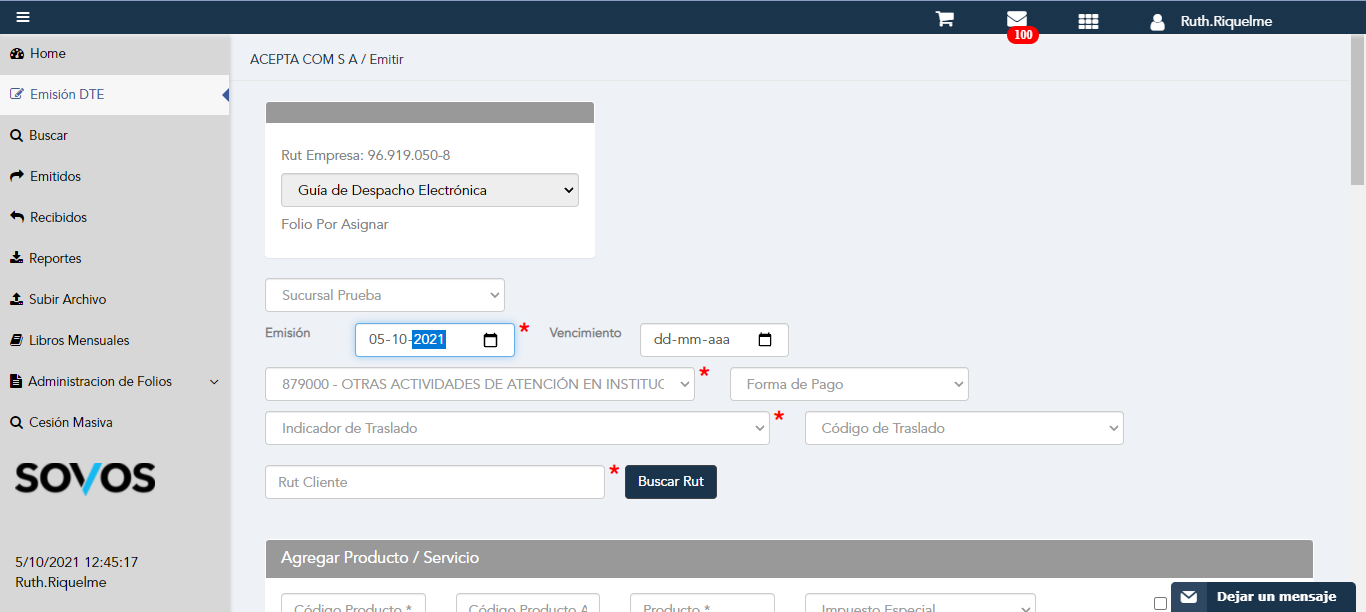 100
Ruth.Riquelme
Home
Emisión DTE
Buscar
Emitidos
Recibidos
Reportes
Subir Archivo
Libros Mensuales
Administracion de Folios
Cesión Masiva
sovos
5/10/2021 12:45:17
Ruth.Riquelme
ACEPTA COM S A / Emitir
Rut Empresa: 96.919.050-8
Guía de Despacho Electrónica
Folio Por Asignar
Sucursal Prueba
Emisión 05-10-2021 * Vencimiento dd-mm-aaa
879000 - OTRAS ACTIVIDADES DE ATENCIÓN EN INSTITUC * Forma de Pago
Indicador de Traslado * Código de Traslado
Rut Cliente * Buscar Rut
Agregar Producto / Servicio
Código Producto * Código Producto A Producto * Impuesto Especial
Dejar un mensaje